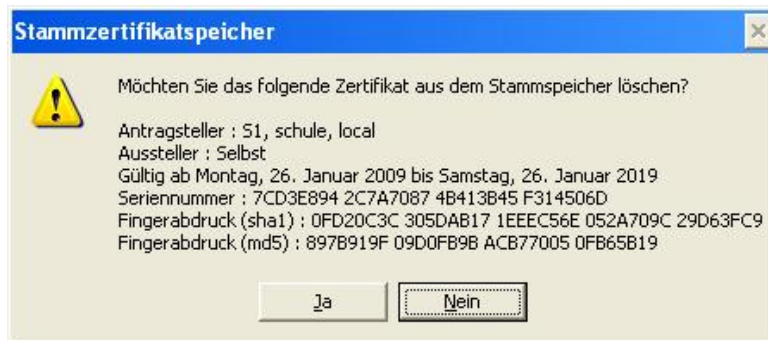 Stammzertifikatspeicher
Möchten Sie das folgende Zertifikat aus dem Stammspeicher löschen?
Antragsteller : S1, schule, local
Aussteller : Selbst
Gültig ab Montag, 26. Januar 2009 bis Samstag, 26. Januar 2019
Seriennummer : 7CD3E894 2C7A7087 4B413B45 F314506D
Fingerabdruck (sha1) : 0FD20C3C 305DAB17 1EEEC56E 052A709C 29D63FC9
Fingerabdruck (md5) : 897B919F 09D0FB9B ACB77005 0FB65B19
Ja Nein